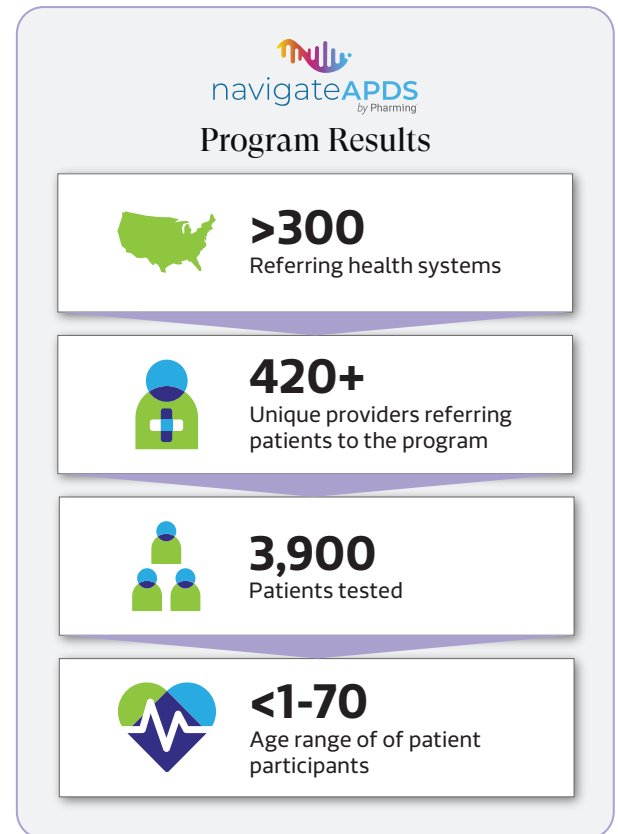 navigateAPDS
by Pharming
Program Results
>300
Referring health systems
420+
Unique providers referring
patients to the program
3,900
Patients tested
<1-70
Age range of of patient
participants